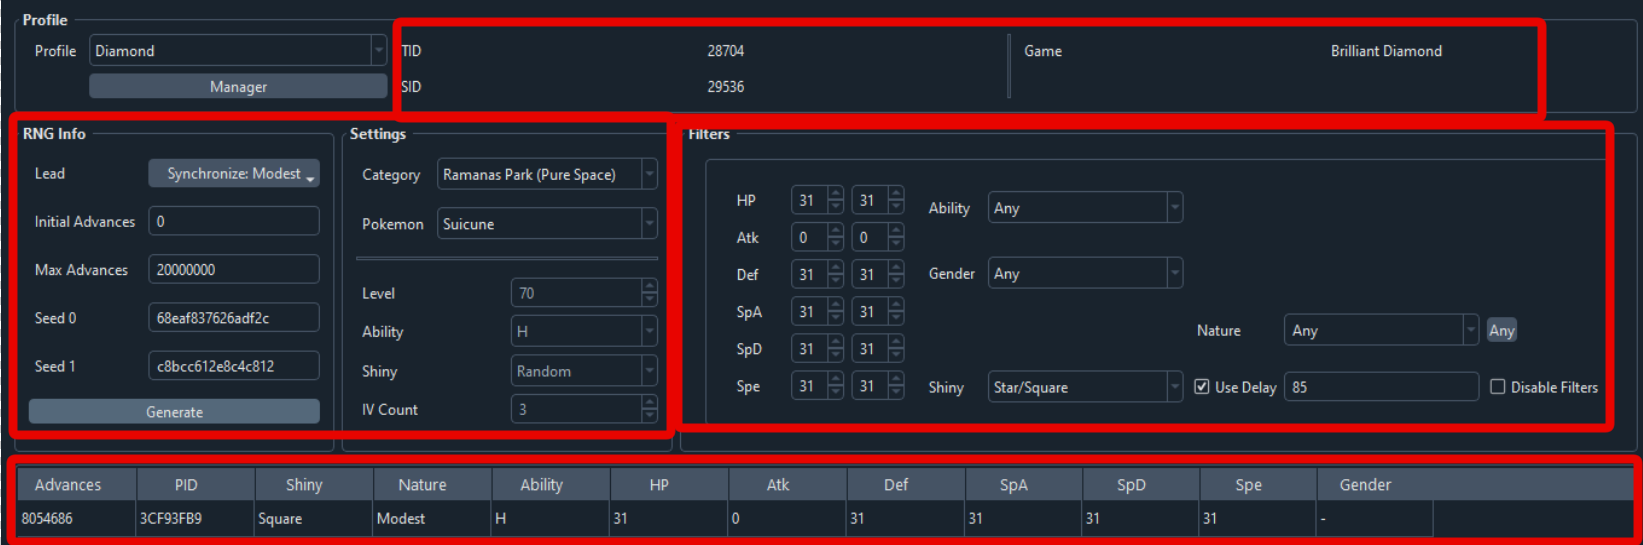 Profile
Profile Diamond TID 28704 Game Brilliant Diamond
Manager SID 29536
RNG Info
Lead Synchronize: Modest
Initial Advances 0
Max Advances 20000000
Seed 0 68eaf837626adf2c
Seed 1 c8bcc612e8c4c812
Generate
Settings
Category Ramanas Park (Pure Space)
Pokemon Suicune
Level 70
Ability H
Shiny Random
IV Count 3
Filters
HP 31 31
Atk 0 0
Def 31 31
SpA 31 31
SpD 31 31
Spe 31 31
Ability Any
Gender Any
Nature Any Any
Shiny Star/Square Use Delay 85 Disable Filters
Advances PID Shiny Nature Ability HP Atk Def SpA SpD Spe Gender
8054686 3CF93FB9 Square Modest H 31 0 31 31 31 31 -